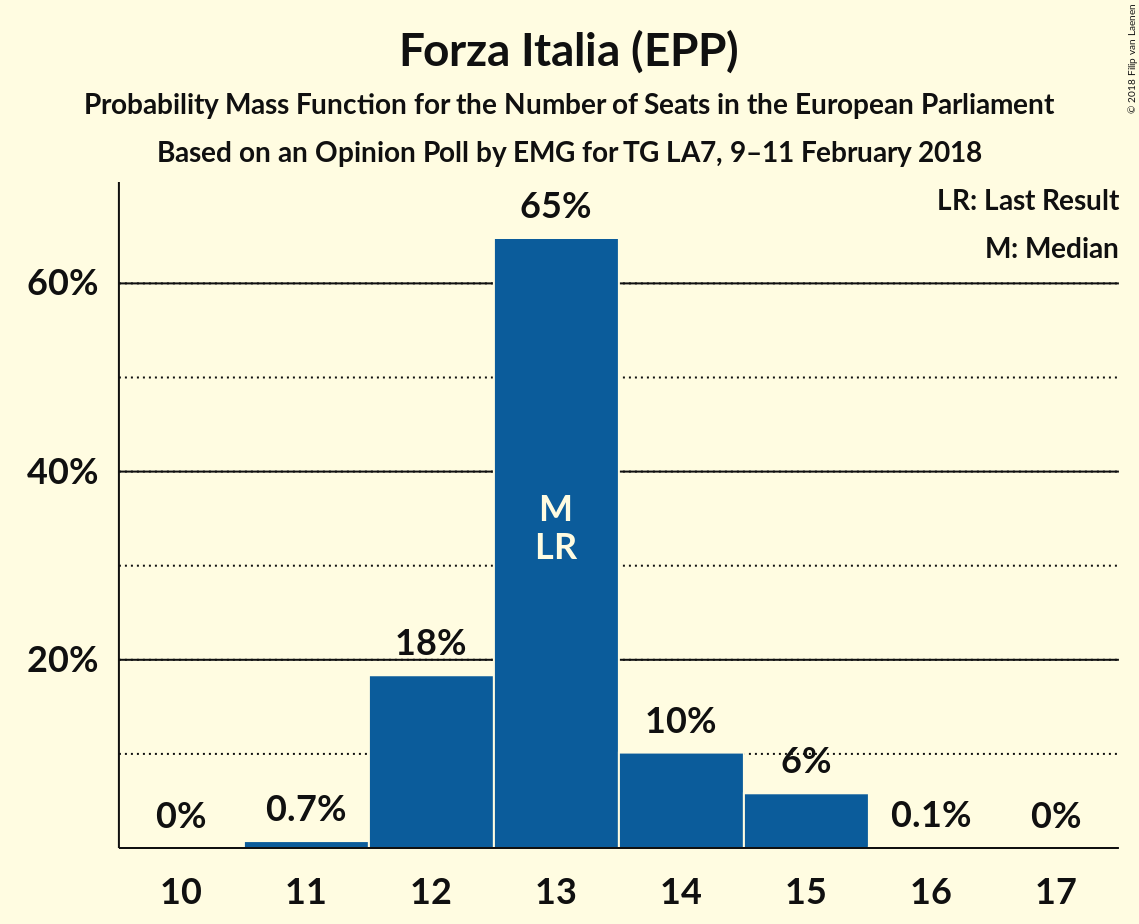 Forza Italia (EPP)
Probability Mass Function for the Number of Seats in the European Parliament
Based on an Opinion Poll by EMG for TG LA7, 9–11 February 2018
© 2018 Filip van Laenen
LR: Last Result
M: Median
65%
60%
40%
M
LR
18%
20%
10%
6%
0%
0.7%
0.1%
0%
10 11 12 13 14 15 16 17